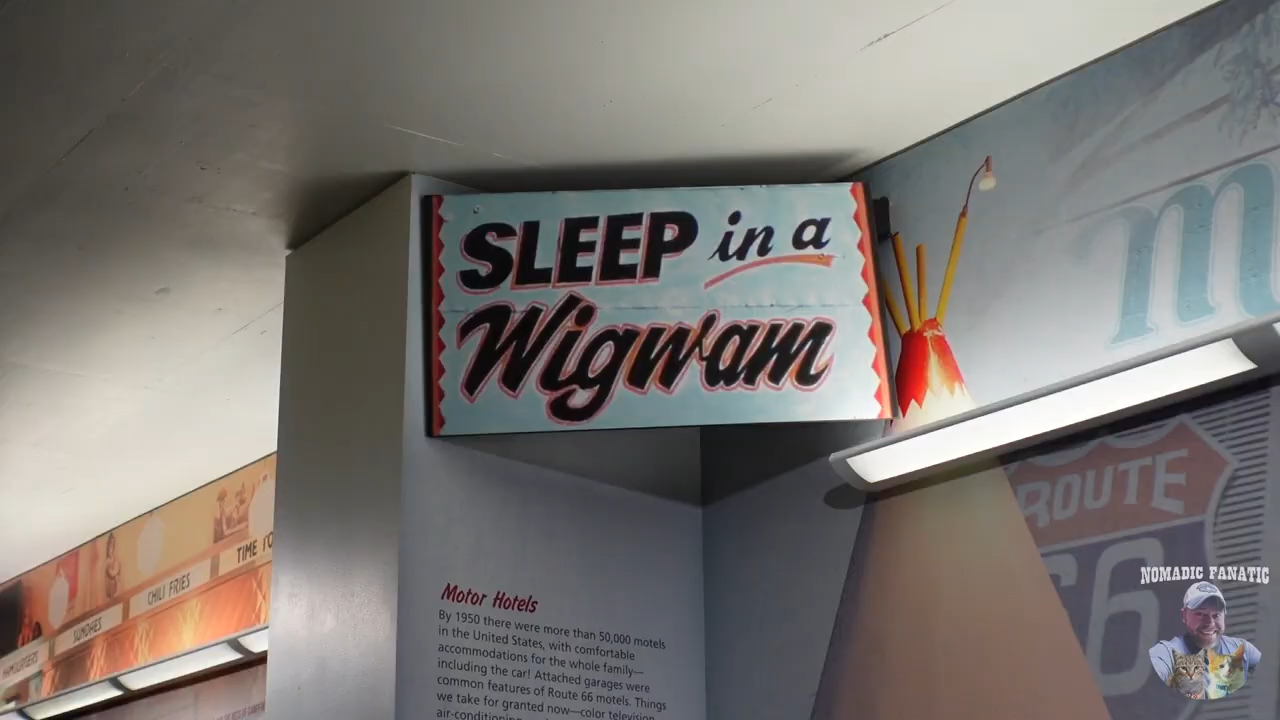 SLEEP in a
Wigwam
Motor Hotels
By 1950 there were more than 50,000 motels
in the United States, with comfortable
accommodations for the whole family—
including the car! Attached garages were
common features of Route 66 motels. Things
we take for granted now—color television,
air-conditioning
ROUTE
66
TIME
CHILI FRIES
SUNDAES
HAMBURGERS
NOMADIC FANATIC